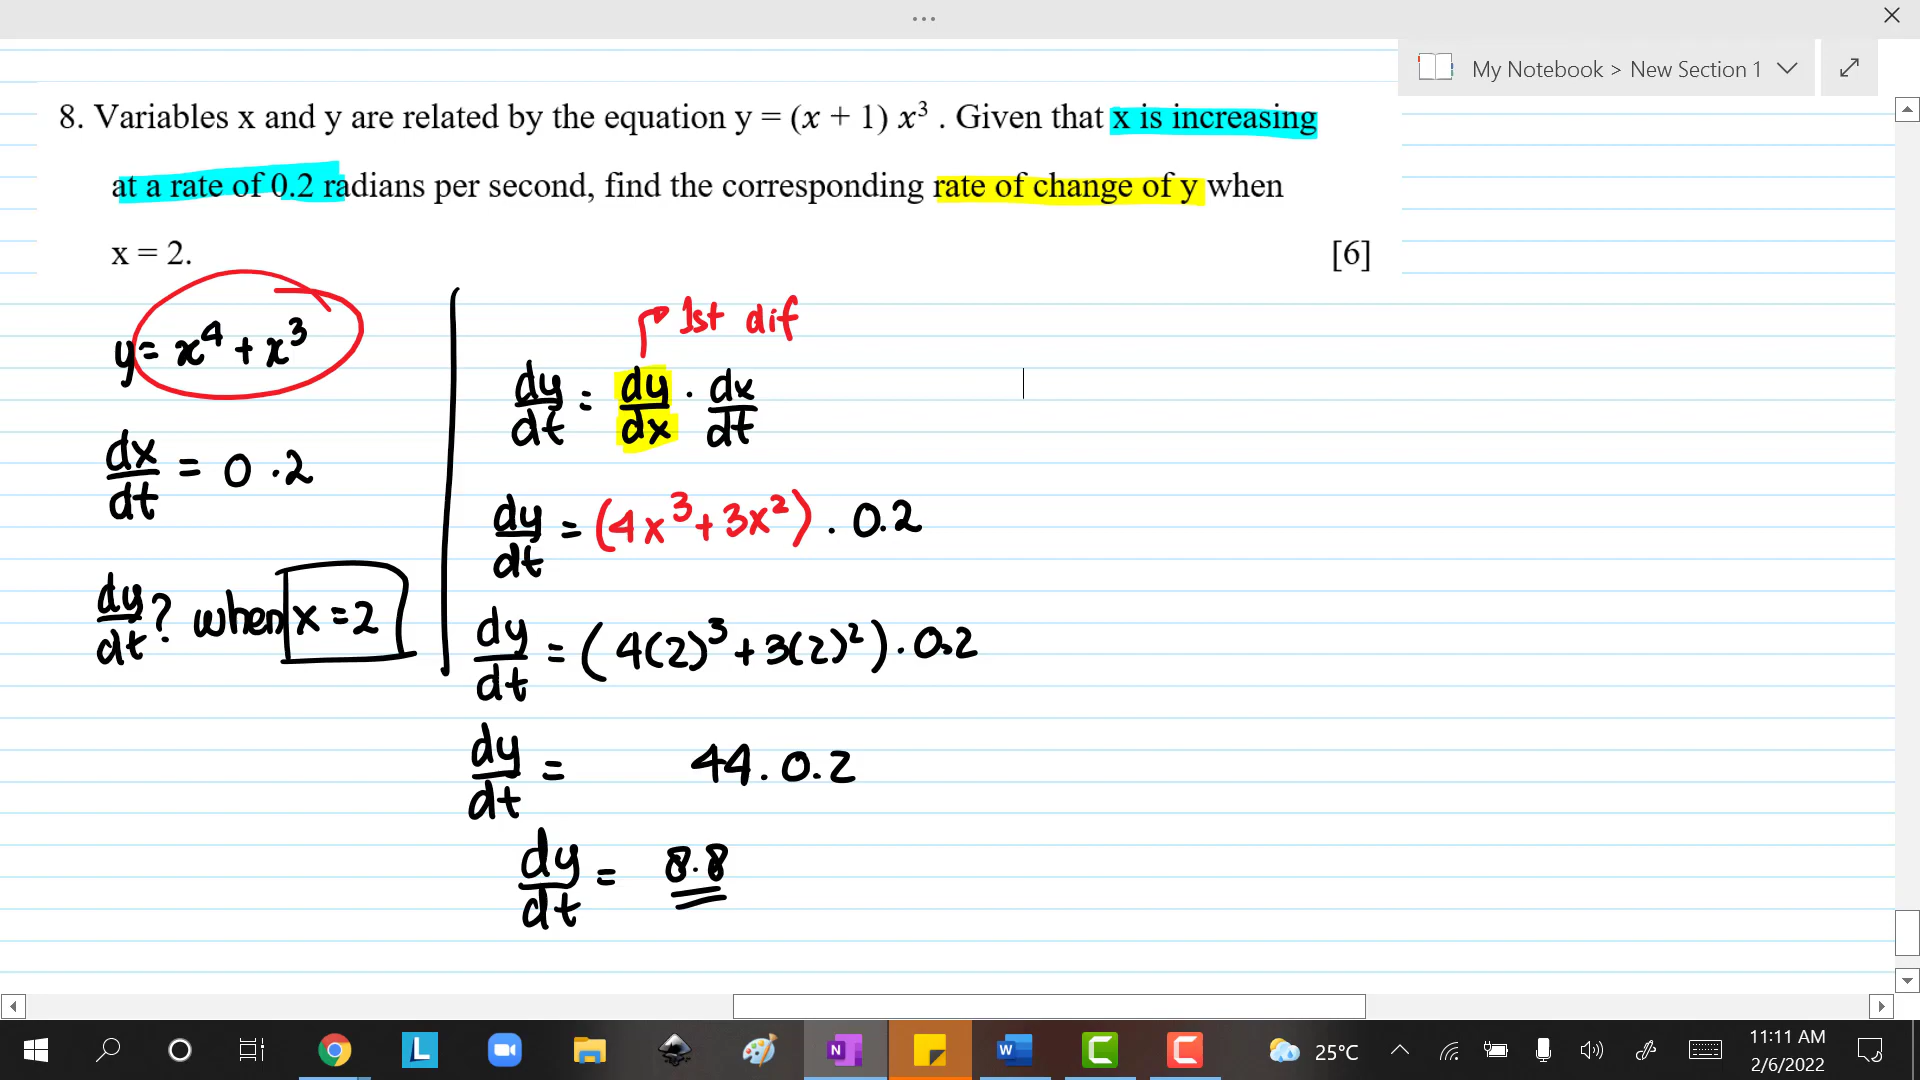 My Notebook > New Section 1
8. Variables x and y are related by the equation y = (x + 1) x³ . Given that x is increasing
at a rate of 0.2 radians per second, find the corresponding rate of change of y when
x = 2. [6]
y = x⁴ + x³
dx/dt = 0.2
dy/dt? when x = 2
1st dif
dy/dt = dy/dx · dx/dt
dy/dt = (4x³ + 3x²) · 0.2
dy/dt = (4(2)³ + 3(2)²) · 0.2
dy/dt = 44 . 0.2
dy/dt = 8.8
L
N
W
25°C
11:11 AM
2/6/2022